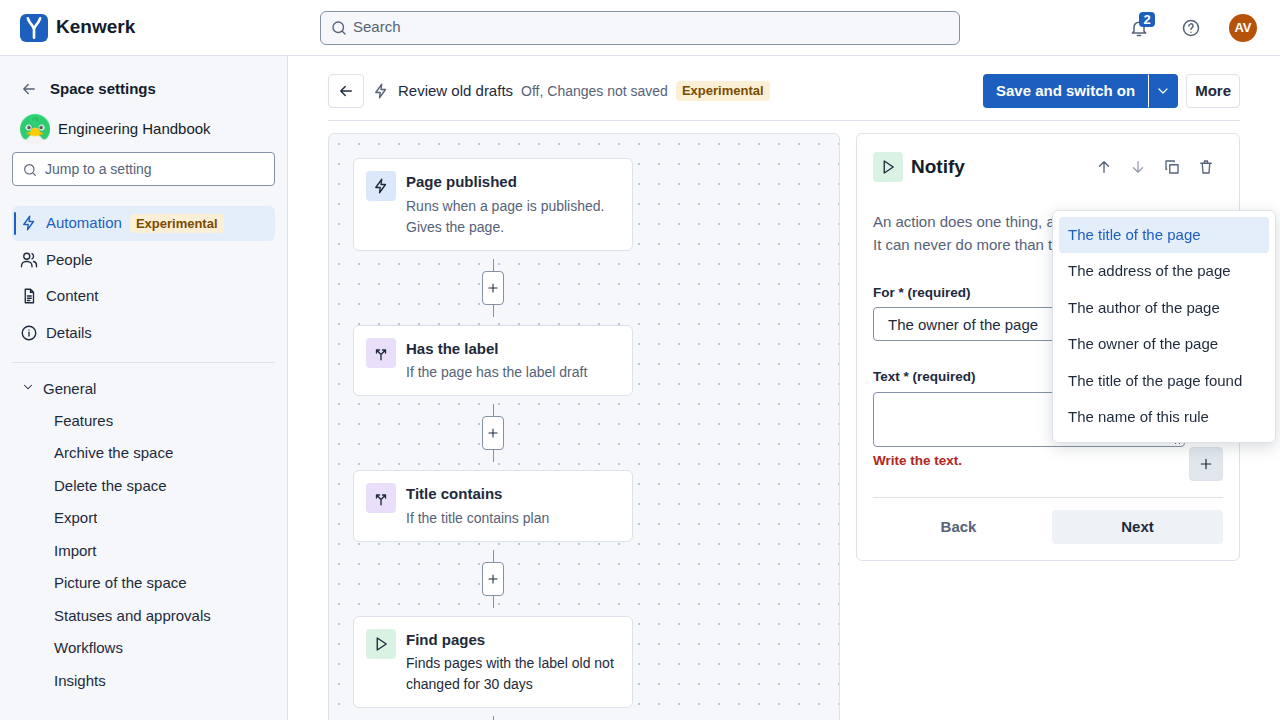 Kenwerk
Search
2
AV
Space settings
Engineering Handbook
Jump to a setting
Automation Experimental
People
Content
Details
General
Features
Archive the space
Delete the space
Export
Import
Picture of the space
Statuses and approvals
Workflows
Insights
Review old drafts Off, Changes not saved Experimental
Save and switch on
More
Page published
Runs when a page is published.
Gives the page.
Has the label
If the page has the label draft
Title contains
If the title contains plan
Find pages
Finds pages with the label old not
changed for 30 days
Notify
An action does one thing, a
It can never do more than t
For * (required)
The owner of the page
Text * (required)
Write the text.
Back
Next
The title of the page
The address of the page
The author of the page
The owner of the page
The title of the page found
The name of this rule